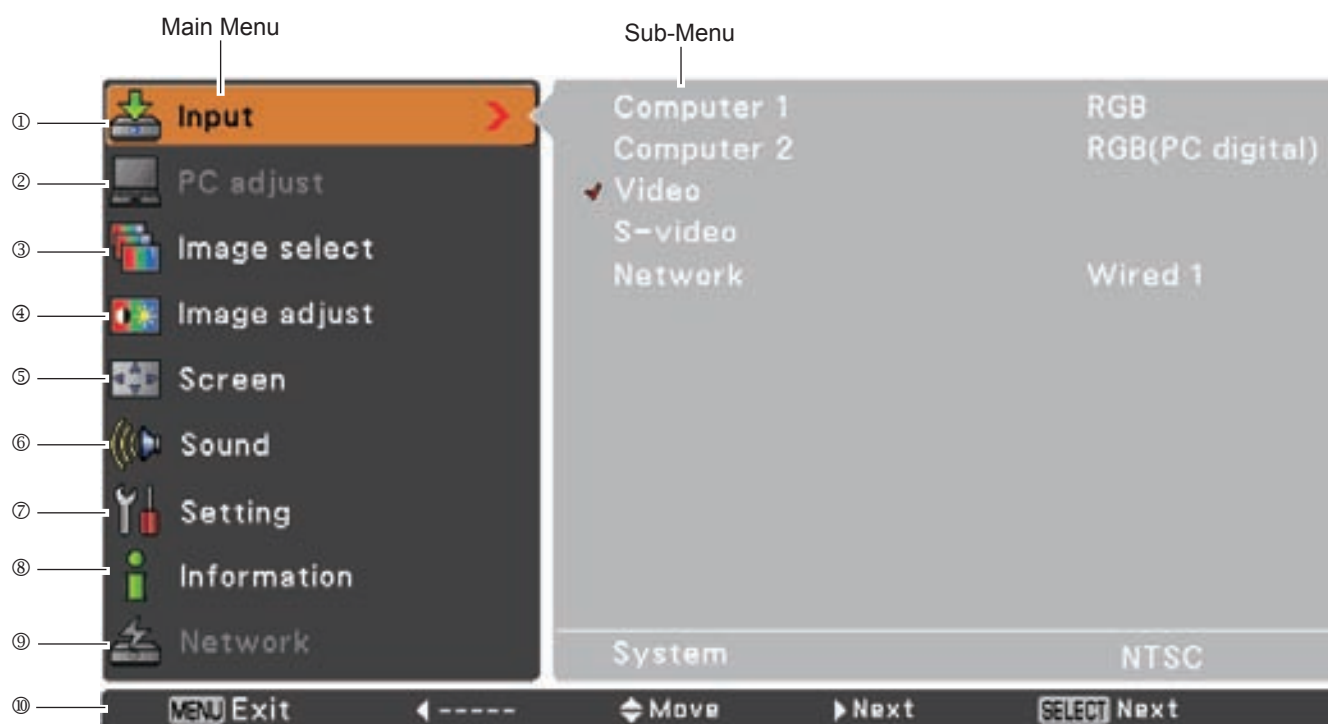 Main Menu
Sub-Menu
① Input
② PC adjust
③ Image select
④ Image adjust
⑤ Screen
⑥ Sound
⑦ Setting
⑧ Information
⑨ Network
Computer 1 RGB
Computer 2 RGB(PC digital)
Video
S-video
Network Wired 1
System NTSC
⑩ MENU Exit ----- Move Next SELECT Next